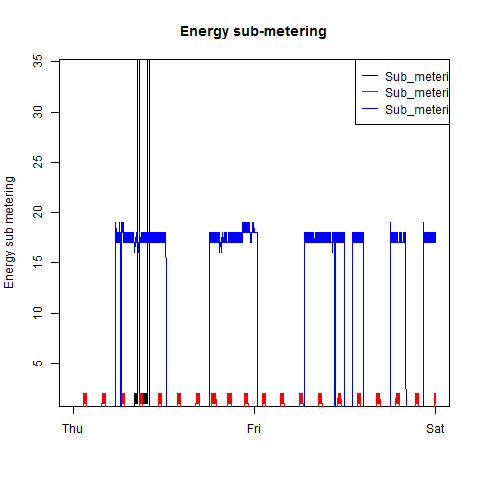 Energy sub-metering
Sub_meteri
Sub_meteri
Sub_meteri
Energy sub metering
35
30
25
20
15
10
5
Thu Fri Sat